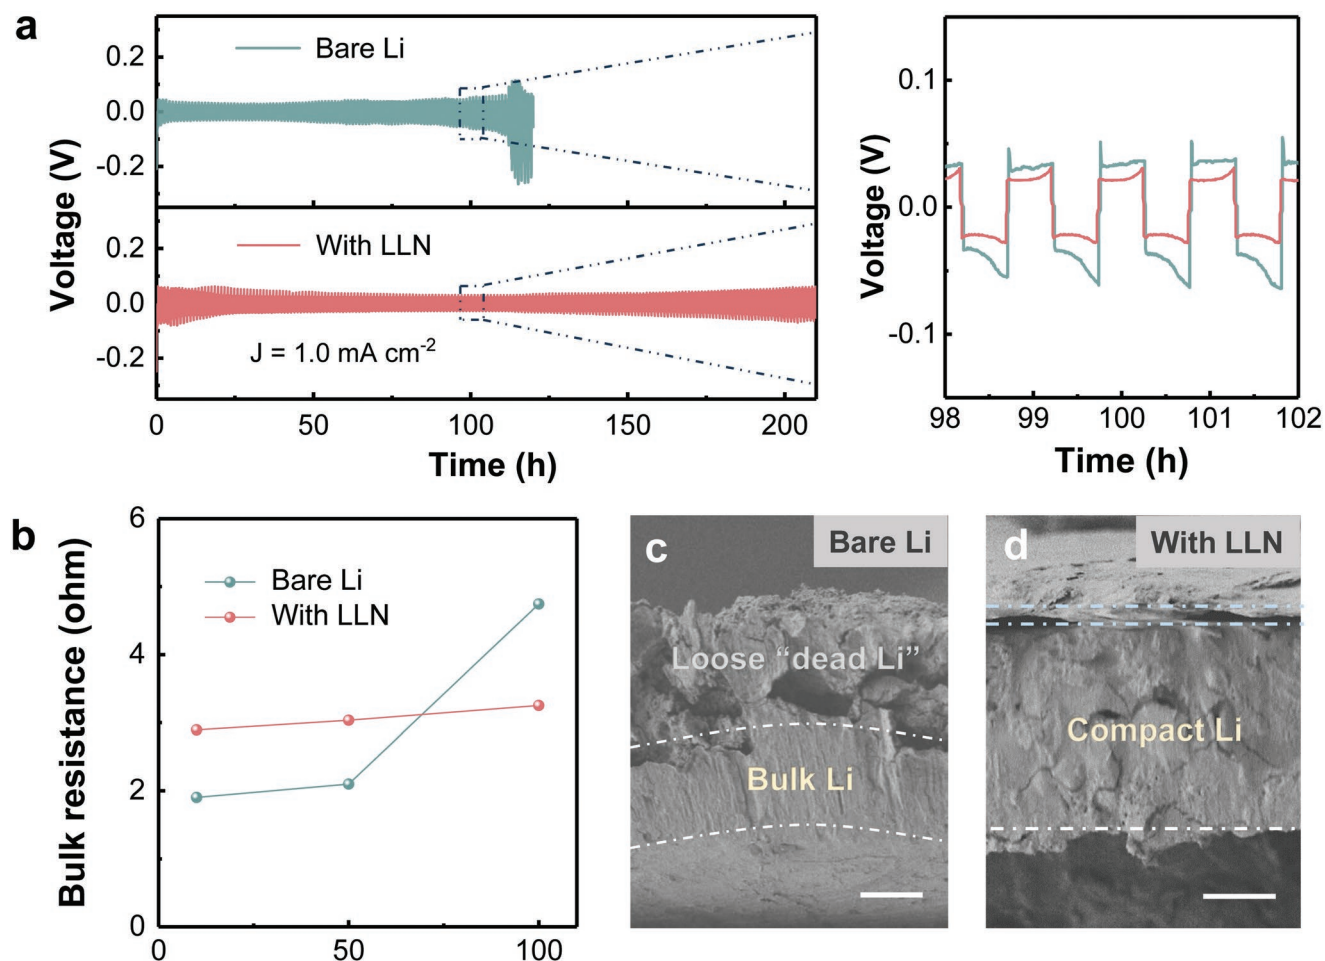 a
Bare Li
0.2
0.0
-0.2
Voltage (V)
With LLN
0.2
0.0
-0.2
J = 1.0 mA cm-2
0 50 100 150 200
Time (h)
0.1
0.0
-0.1
Voltage (V)
98 99 100 101 102
Time (h)
b
6
4
2
0
Bulk resistance (ohm)
Bare Li
With LLN
0 50 100
c
Bare Li
Loose “dead Li”
Bulk Li
d
With LLN
Compact Li